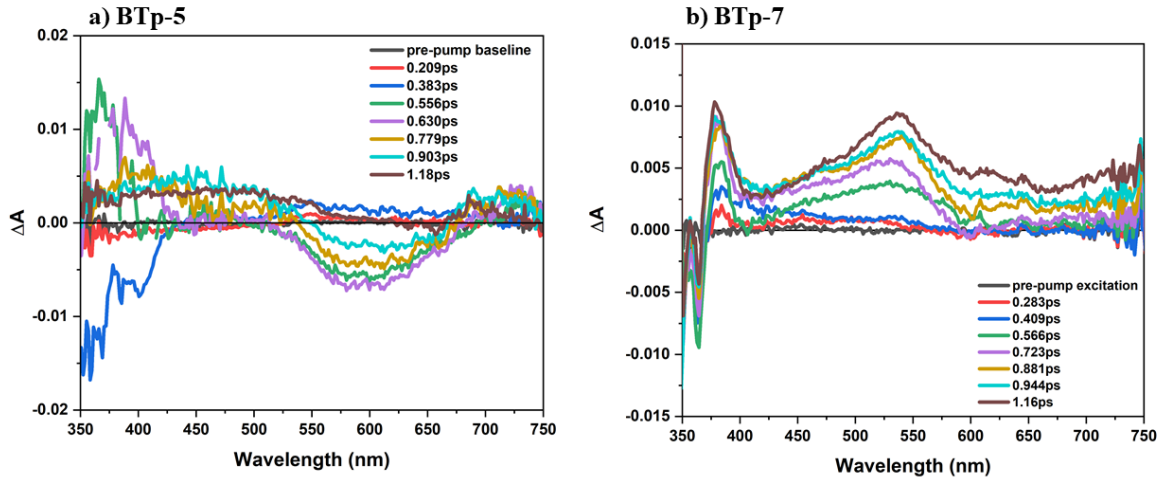 a) BTp-5
0.02
0.01
0.00
-0.01
-0.02
ΔA
pre-pump baseline
0.209ps
0.383ps
0.556ps
0.630ps
0.779ps
0.903ps
1.18ps
350 400 450 500 550 600 650 700 750
Wavelength (nm)
b) BTp-7
0.015
0.010
0.005
0.000
-0.005
-0.010
-0.015
ΔA
pre-pump excitation
0.283ps
0.409ps
0.566ps
0.723ps
0.881ps
0.944ps
1.16ps
350 400 450 500 550 600 650 700 750
Wavelength (nm)